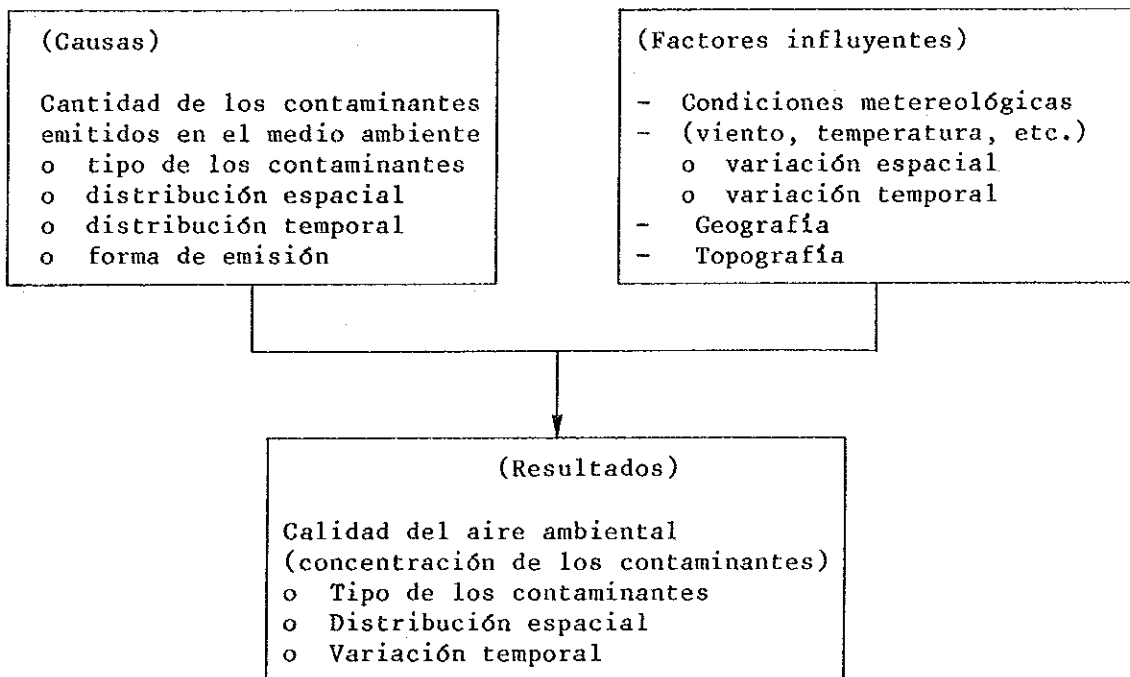 (Causas)
Cantidad de los contaminantes
emitidos en el medio ambiente
o tipo de los contaminantes
o distribución espacial
o distribución temporal
o forma de emisión
(Factores influyentes)
- Condiciones metereológicas
- (viento, temperatura, etc.)
o variación espacial
o variación temporal
- Geografía
- Topografía
(Resultados)
Calidad del aire ambiental
(concentración de los contaminantes)
o Tipo de los contaminantes
o Distribución espacial
o Variación temporal